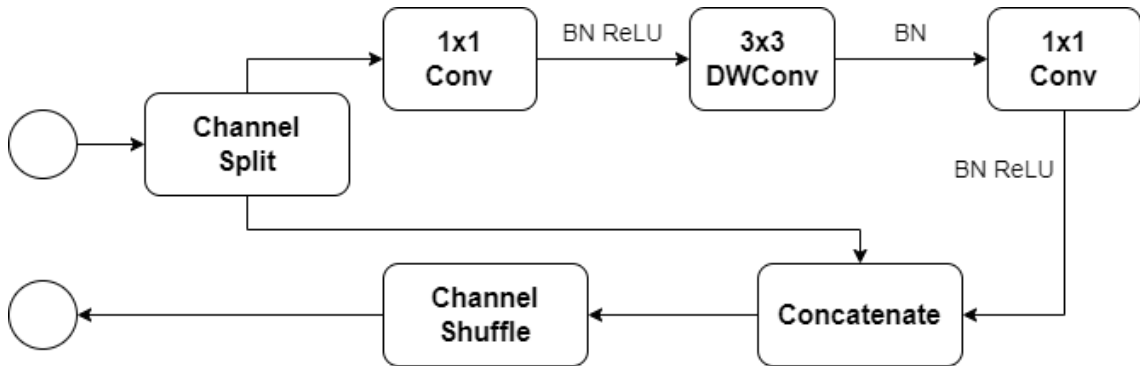 1x1
Conv
BN ReLU
3x3
DWConv
BN
1x1
Conv
Channel
Split
BN ReLU
Channel
Shuffle
Concatenate